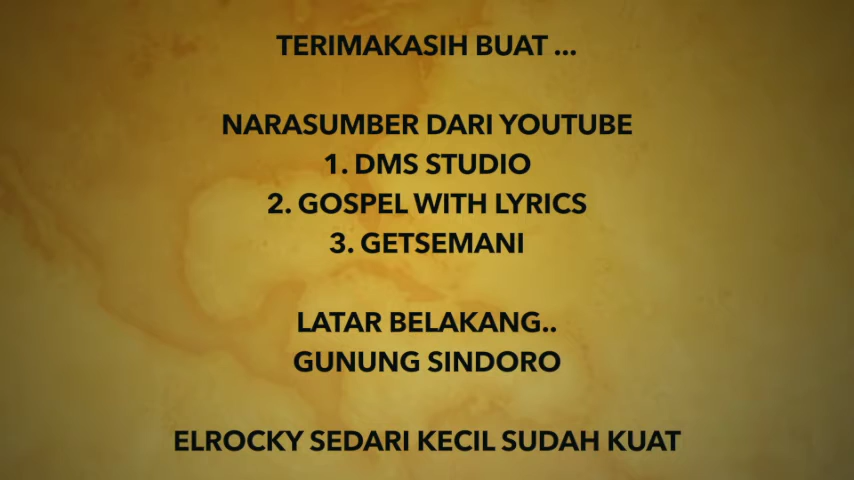 TERIMAKASIH BUAT ...
NARASUMBER DARI YOUTUBE
1. DMS STUDIO
2. GOSPEL WITH LYRICS
3. GETSEMANI
LATAR BELAKANG..
GUNUNG SINDORO
ELROCKY SEDARI KECIL SUDAH KUAT